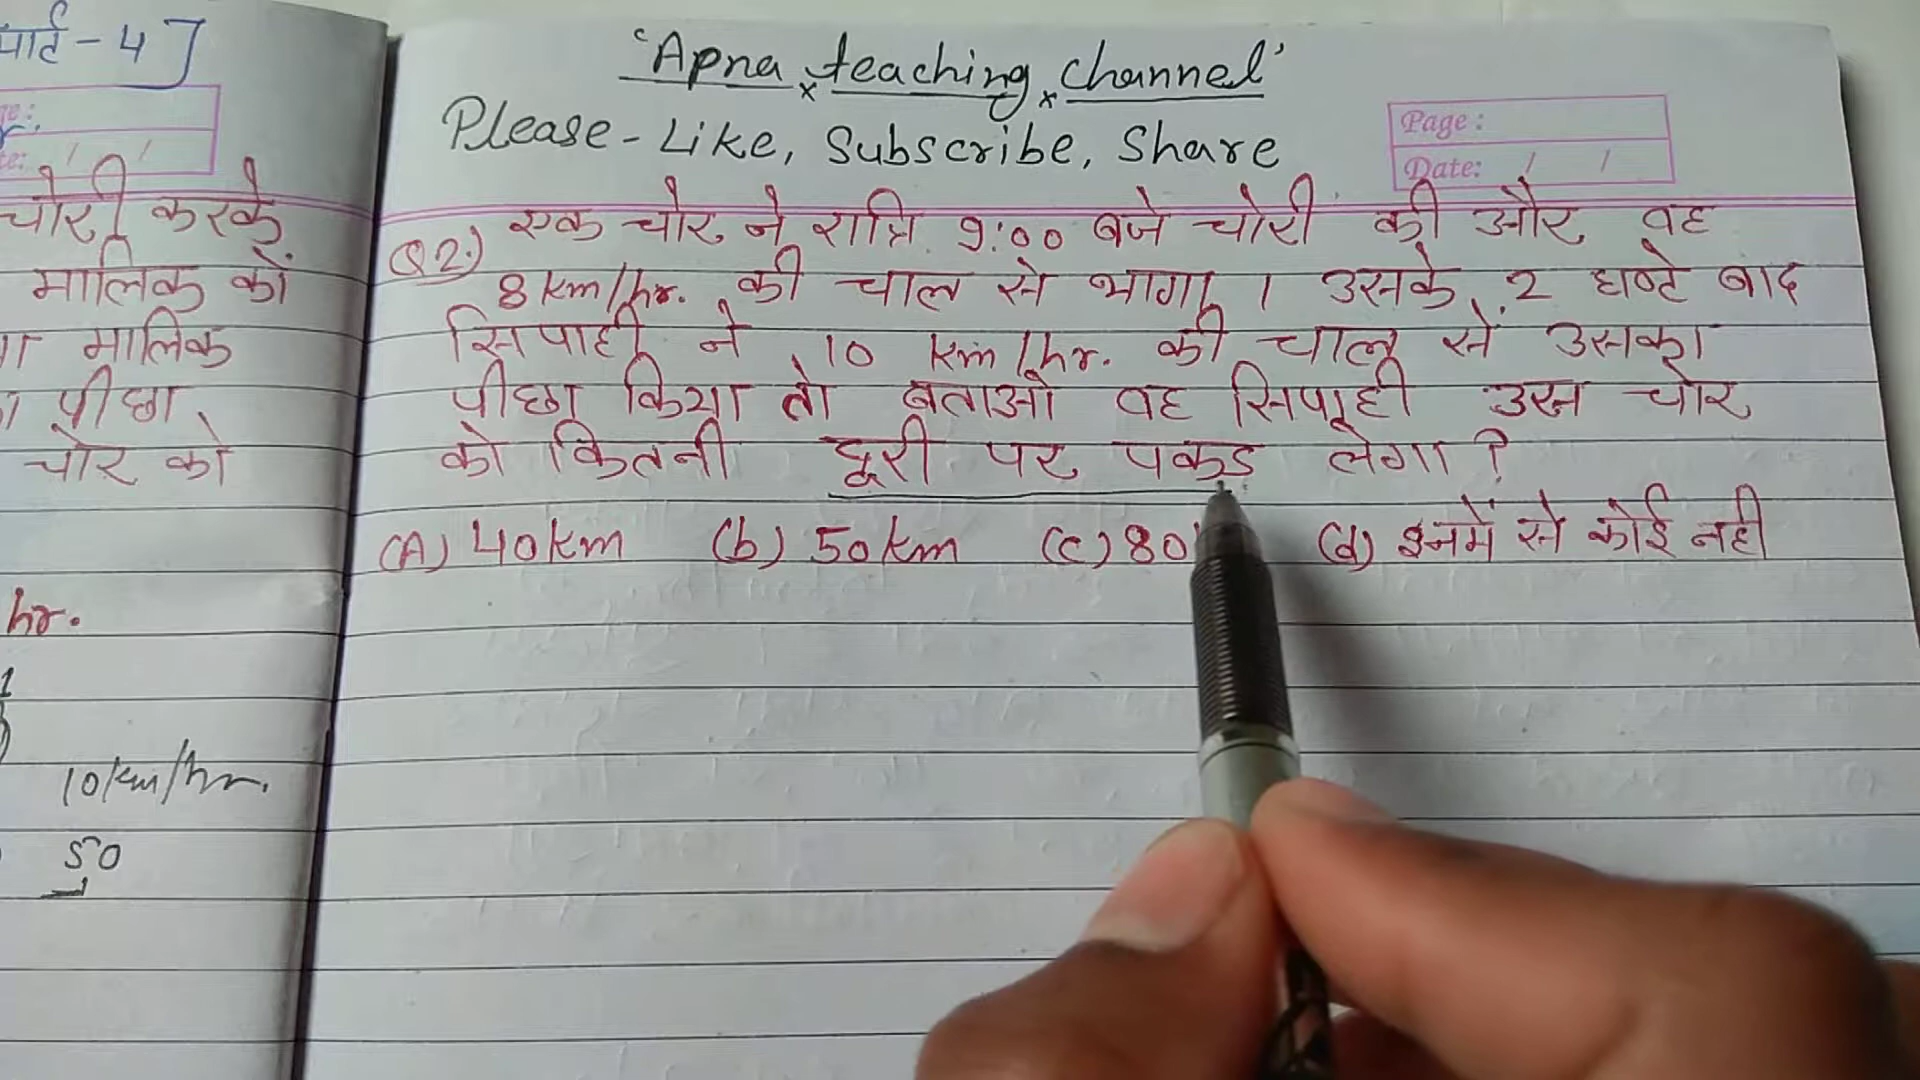 पार्ट - 4]
चोरी करके
मालिक को
मालिक
पीछा
चोर को
hr.
10km/hr.
50
'Apna teaching channel'
Please - Like, Subscribe, Share
Page :
Date: / /
Q2.) एक चोर ने रात्रि 9:00 बजे चोरी की और वह
8 km/hr. की चाल से भागा। उसके 2 घण्टे बाद
सिपाही ने 10 km/hr. की चाल से उसका
पीछा किया तो बताओ वह सिपाही उस चोर
को कितनी दूरी पर पकड लेगा ?
(A) 40km (b) 50km (c) 80 (d) इनमें से कोई नही